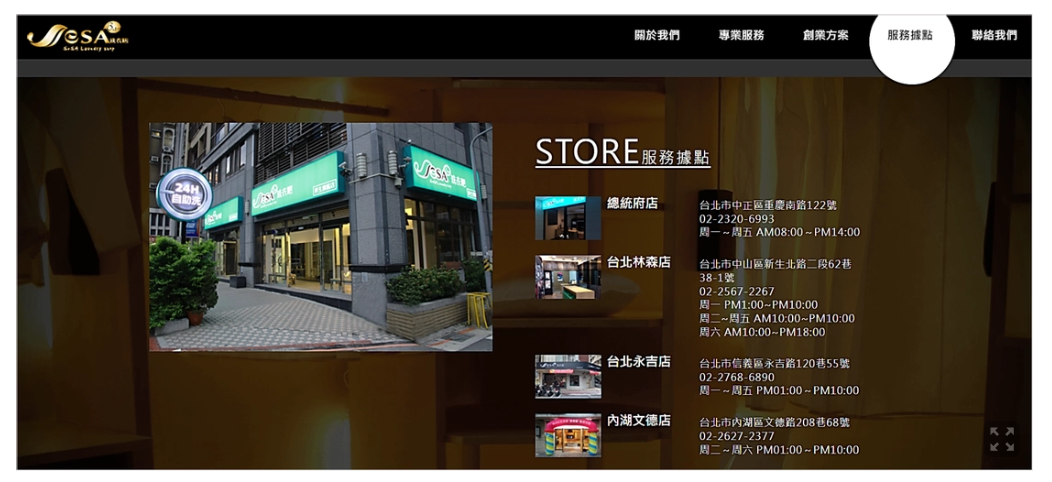 JESA
JeSA Laundry Bar
關於我們
專業服務
創業方案
服務據點
聯絡我們
24H
自助洗
STORE服務據點
總統府店
台北市中正區重慶南路122號
02-2320-6993
周一～周五 AM08:00～PM14:00
台北林森店
台北市中山區新生北路二段62巷
38-1號
02-2567-2267
周一 PM1:00~PM10:00
周二~周五 AM10:00~PM10:00
周六 AM10:00~PM18:00
台北永吉店
台北市信義區永吉路120巷55號
02-2768-6890
周一～周五 PM01:00～PM10:00
內湖文德店
台北市內湖區文德路208巷68號
02-2627-2377
周二～周六 PM01:00～PM10:00